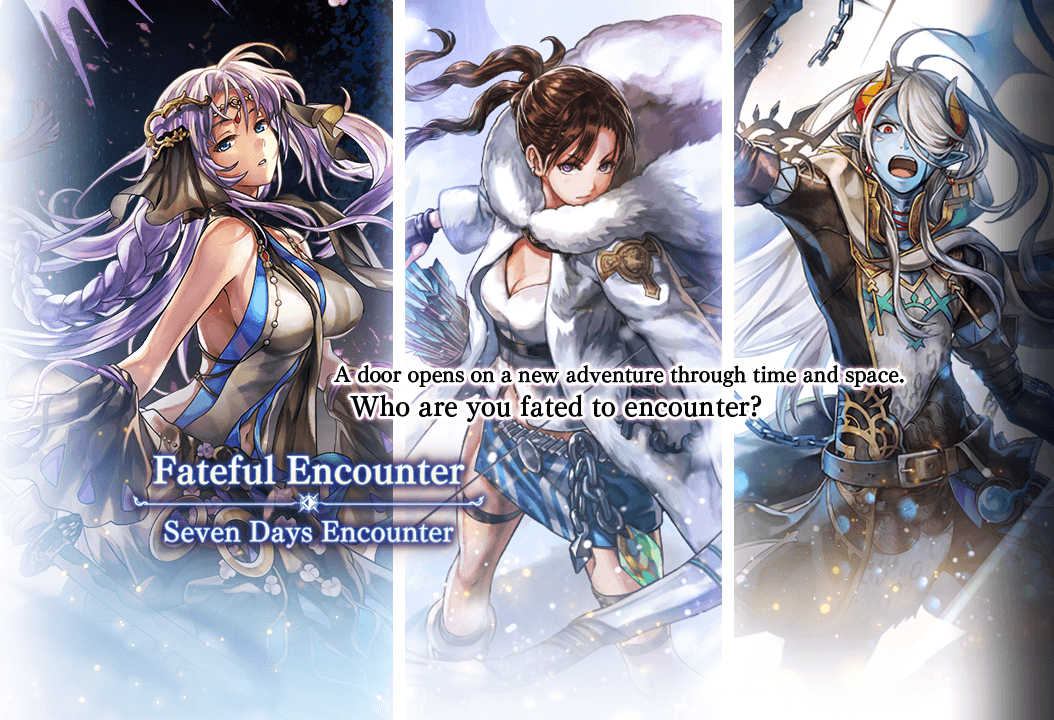 A door opens on a new adventure through time and space.
Who are you fated to encounter?
Fateful Encounter
Seven Days Encounter